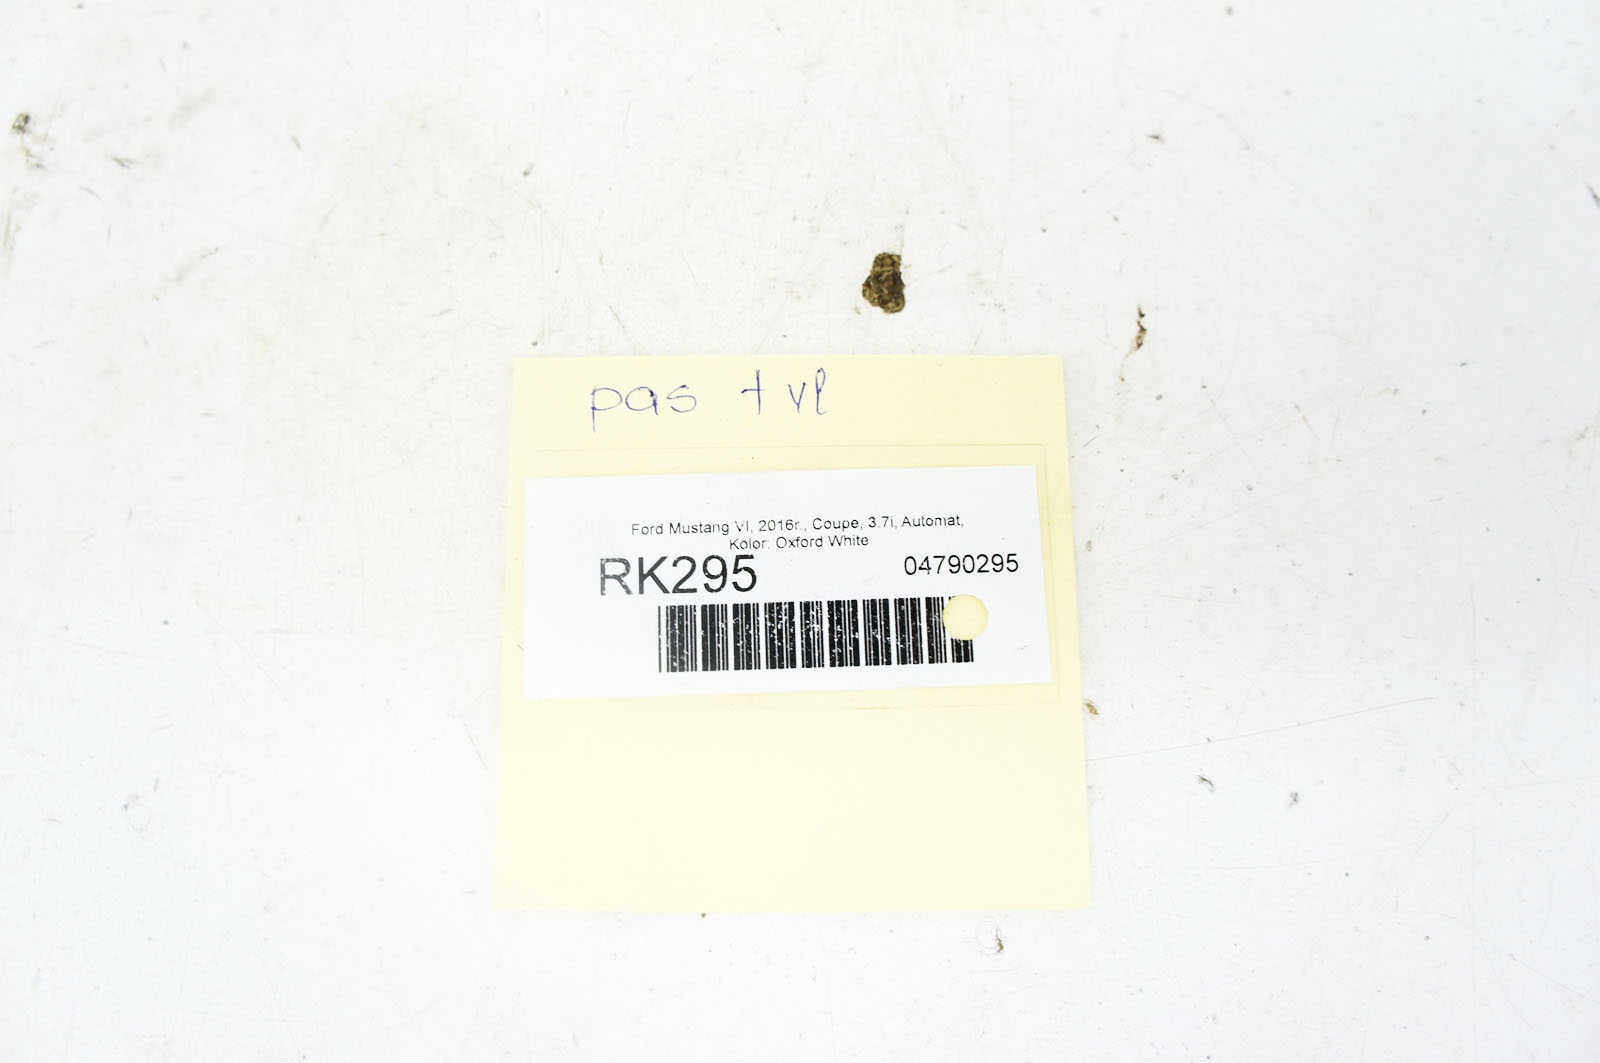 pas t vl
Ford Mustang VI, 2016r., Coupe, 3.7i, Automat,
Kolor: Oxford White
RK295
04790295